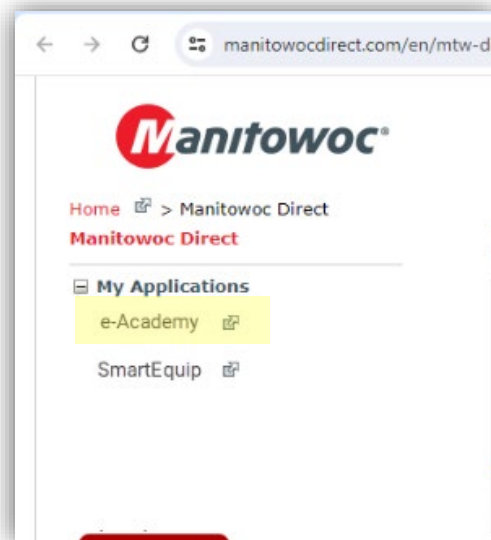 manitowocdirect.com/en/mtw-d
Manitowoc®
Home > Manitowoc Direct
Manitowoc Direct
My Applications
e-Academy
SmartEquip